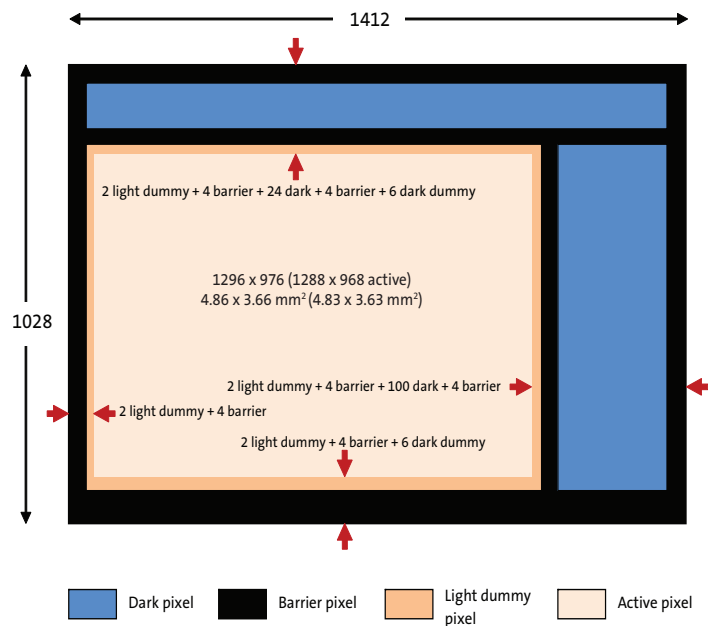 1412
2 light dummy + 4 barrier + 24 dark + 4 barrier + 6 dark dummy
1296 x 976 (1288 x 968 active)
4.86 x 3.66 mm² (4.83 x 3.63 mm²)
1028
2 light dummy + 4 barrier + 100 dark + 4 barrier
2 light dummy + 4 barrier
2 light dummy + 4 barrier + 6 dark dummy
Dark pixel
Barrier pixel
Light dummy
pixel
Active pixel